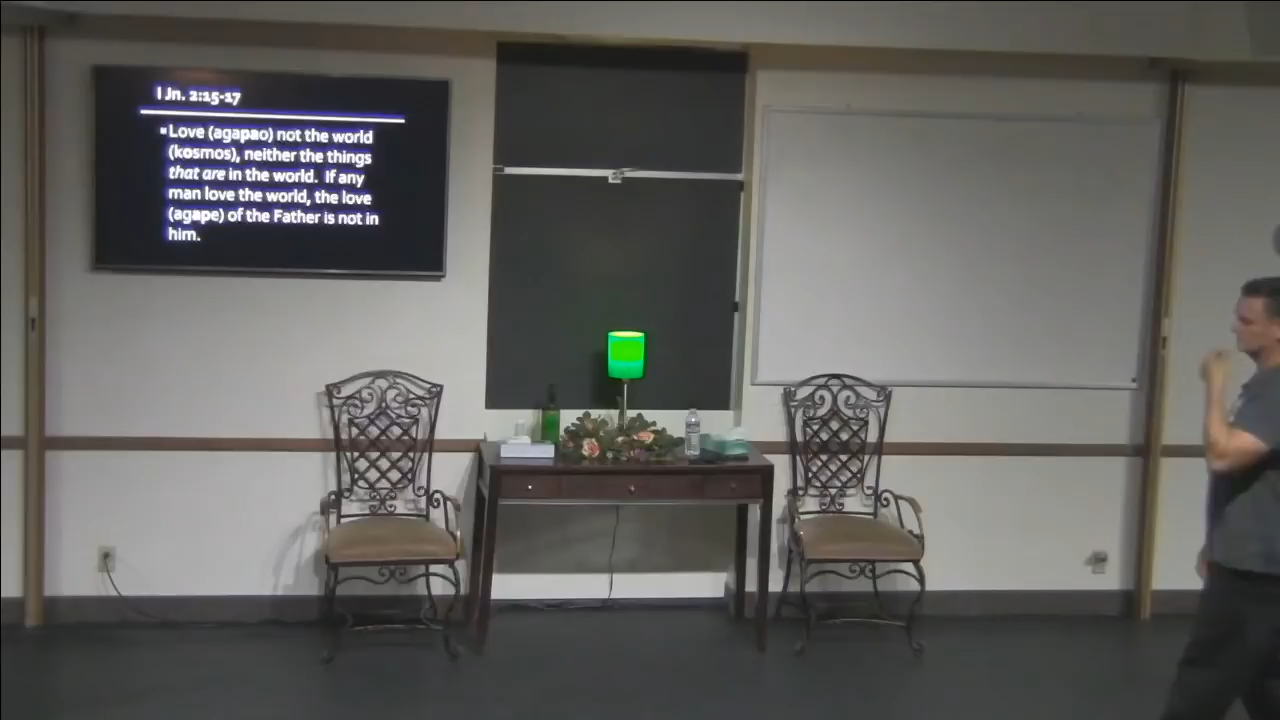 I Jn. 2:15-17
▪Love (agapao) not the world
(kosmos), neither the things
that are in the world.  If any
man love the world, the love
(agape) of the Father is not in
him.